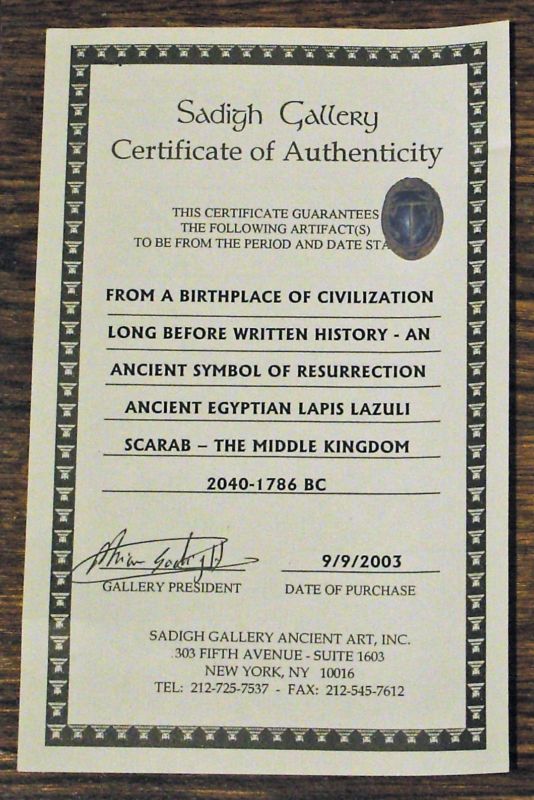 Sadigh Gallery
Certificate of Authenticity
THIS CERTIFICATE GUARANTEES
THE FOLLOWING ARTIFACT(S)
TO BE FROM THE PERIOD AND DATE STA
FROM A BIRTHPLACE OF CIVILIZATION
LONG BEFORE WRITTEN HISTORY - AN
ANCIENT SYMBOL OF RESURRECTION
ANCIENT EGYPTIAN LAPIS LAZULI
SCARAB – THE MIDDLE KINGDOM
2040-1786 BC
9/9/2003
GALLERY PRESIDENT
DATE OF PURCHASE
SADIGH GALLERY ANCIENT ART, INC.
303 FIFTH AVENUE - SUITE 1603
NEW YORK, NY 10016
TEL: 212-725-7537 - FAX: 212-545-7612